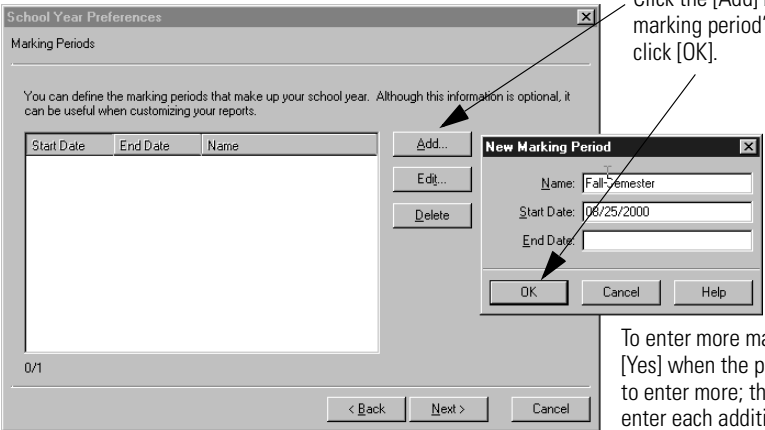 School Year Preferences
Marking Periods
You can define the marking periods that make up your school year. Although this information is optional, it
can be useful when customizing your reports.
Start Date End Date Name
Add...
Edit...
Delete
0/1
< Back Next > Cancel
Click the [Add]
marking period
click [OK].
New Marking Period
Name: Fall-Semester
Start Date: 08/25/2000
End Date:
OK Cancel Help
To enter more
[Yes] when the
to enter more;
enter each